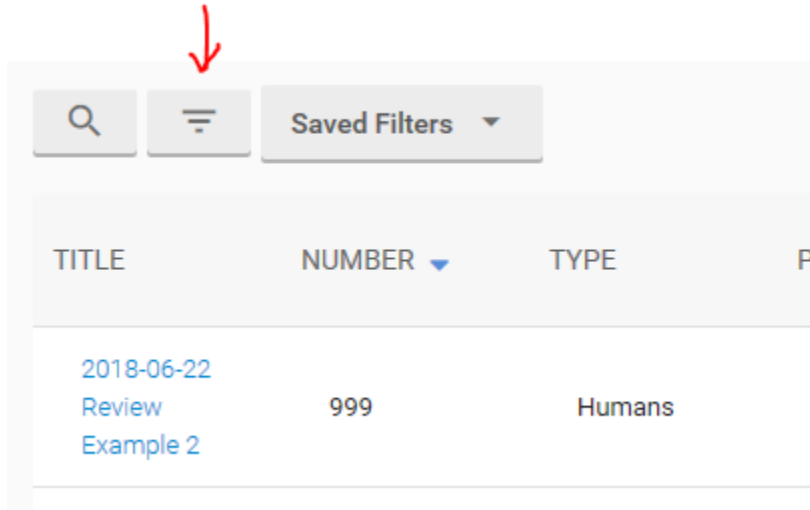 Saved Filters
TITLE NUMBER TYPE P
2018-06-22
Review
Example 2
999
Humans